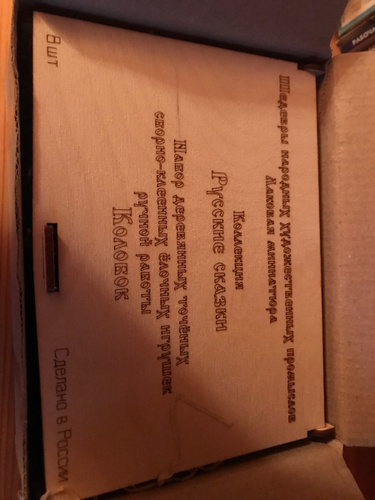 Шедевры народных художественных промыслов
Лаковая миниатюра
Коллекция
Русские сказки
Набор деревянных точёных
сборно-клеенных ёлочных игрушек
ручной работы
Колобок
8 шт
Сделано в России